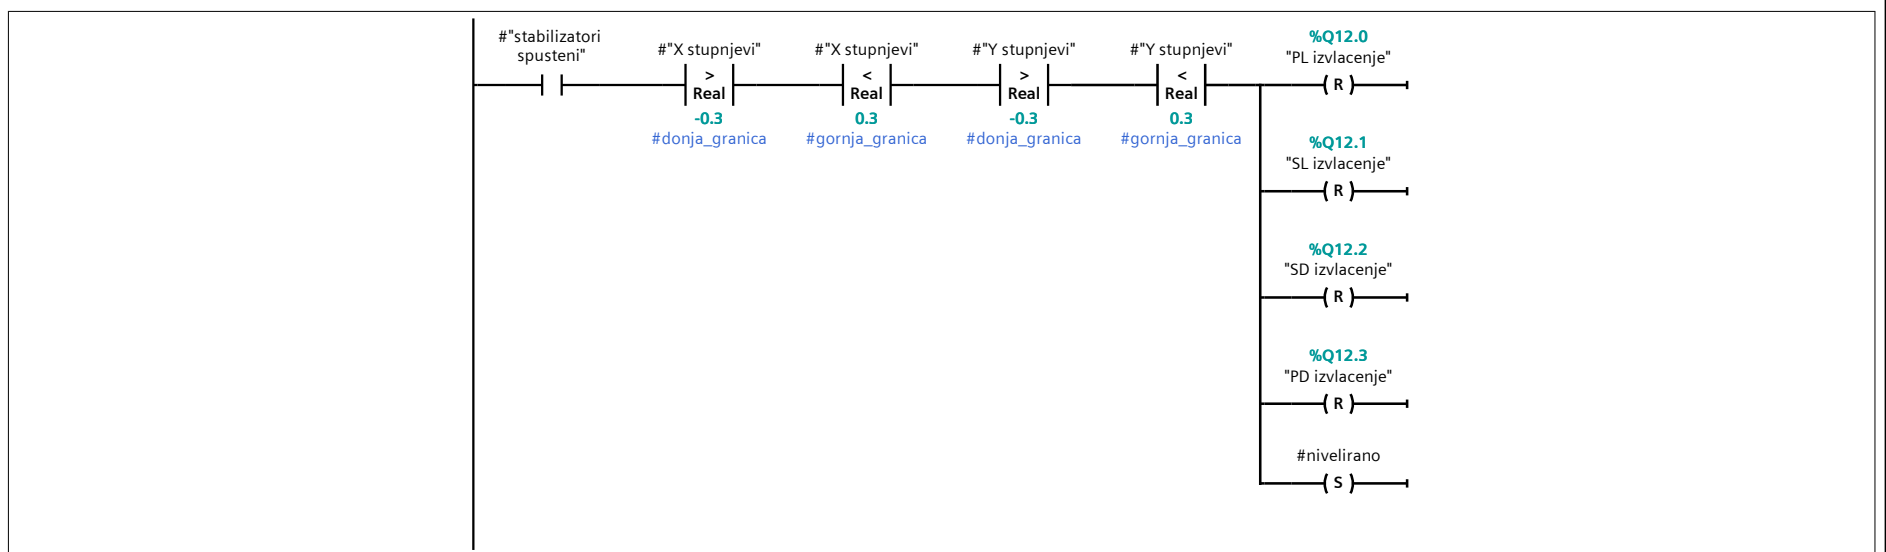 #"stabilizatori
spusteni"
#"X stupnjevi"
>
Real
-0.3
#donja_granica
#"X stupnjevi"
<
Real
0.3
#gornja_granica
#"Y stupnjevi"
>
Real
-0.3
#donja_granica
#"Y stupnjevi"
<
Real
0.3
#gornja_granica
%Q12.0
"PL izvlacenje"
( R )
%Q12.1
"SL izvlacenje"
( R )
%Q12.2
"SD izvlacenje"
( R )
%Q12.3
"PD izvlacenje"
( R )
#nivelirano
( S )